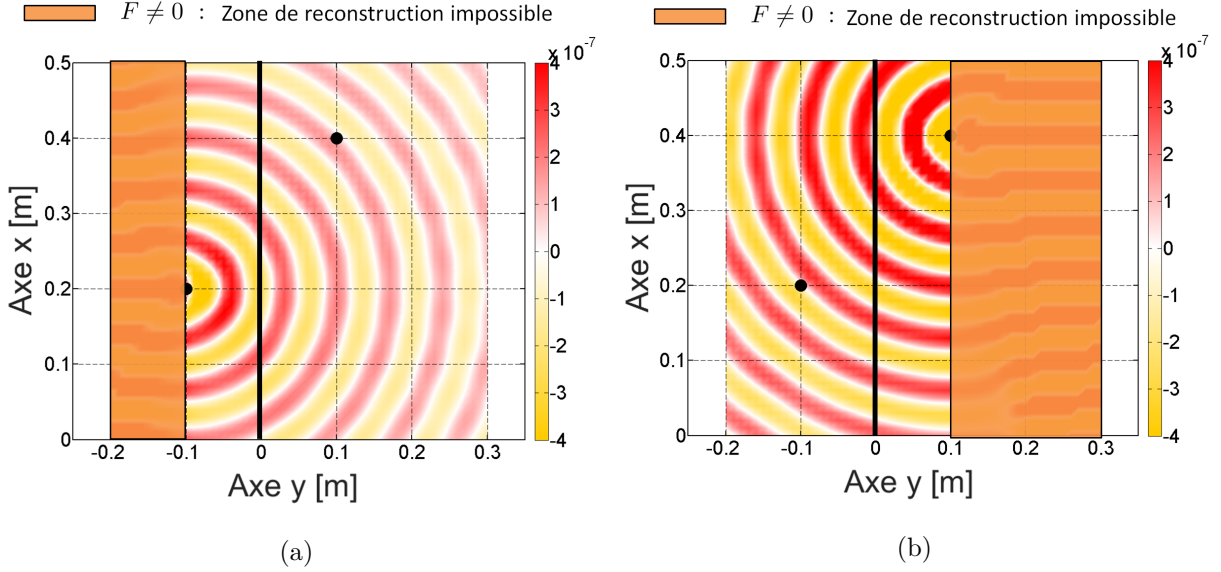 F ≠ 0 : Zone de reconstruction impossible
x 10-7
0.5
0.4
0.3
0.2
0.1
0
-0.2 -0.1 0 0.1 0.2 0.3
Axe x [m]
Axe y [m]
4
3
2
1
0
-1
-2
-3
-4
(a)
F ≠ 0 : Zone de reconstruction impossible
x 10-7
0.5
0.4
0.3
0.2
0.1
0
-0.2 -0.1 0 0.1 0.2 0.3
Axe x [m]
Axe y [m]
4
3
2
1
0
-1
-2
-3
-4
(b)